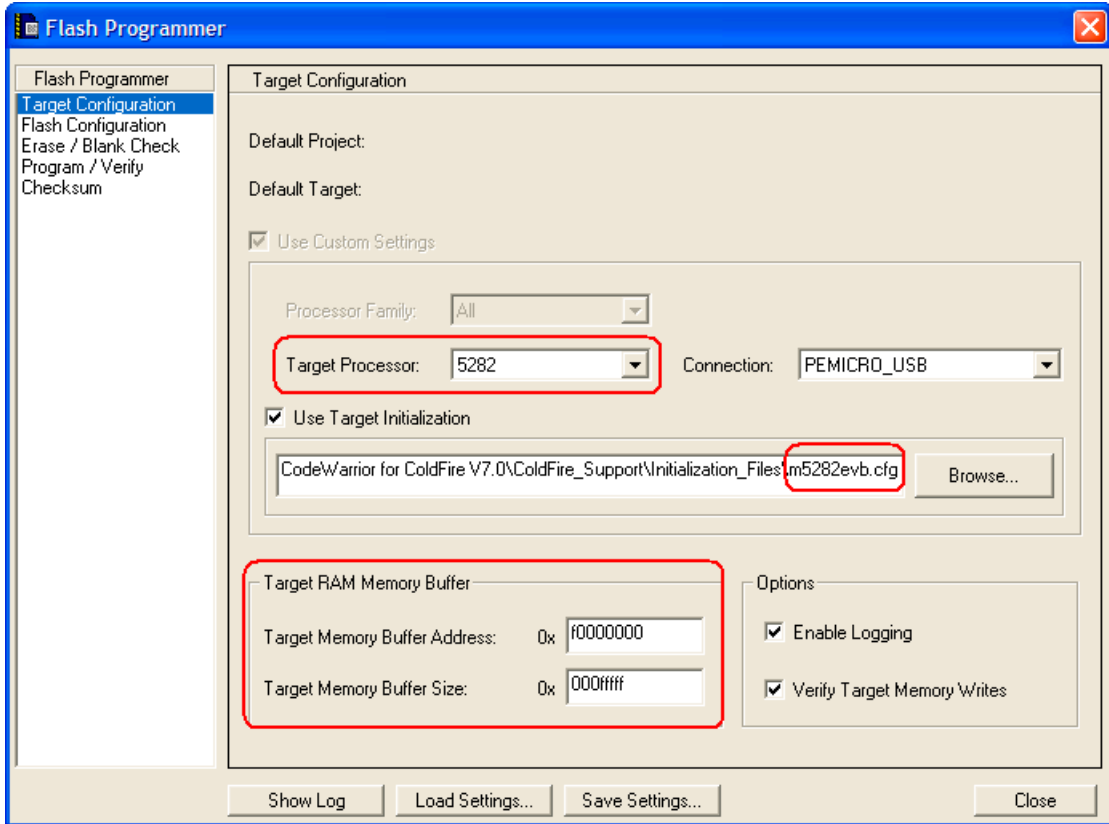 Flash Programmer
Flash Programmer
Target Configuration
Flash Configuration
Erase / Blank Check
Program / Verify
Checksum
Target Configuration
Default Project:
Default Target:
Use Custom Settings
Processor Family: All
Target Processor: 5282 Connection: PEMICRO_USB
Use Target Initialization
CodeWarrior for ColdFire V7.0\ColdFire_Support\Initialization_Files\m5282evb.cfg Browse...
Target RAM Memory Buffer
Target Memory Buffer Address: 0x f0000000
Target Memory Buffer Size: 0x 000fffff
Options
Enable Logging
Verify Target Memory Writes
Show Log Load Settings... Save Settings... Close